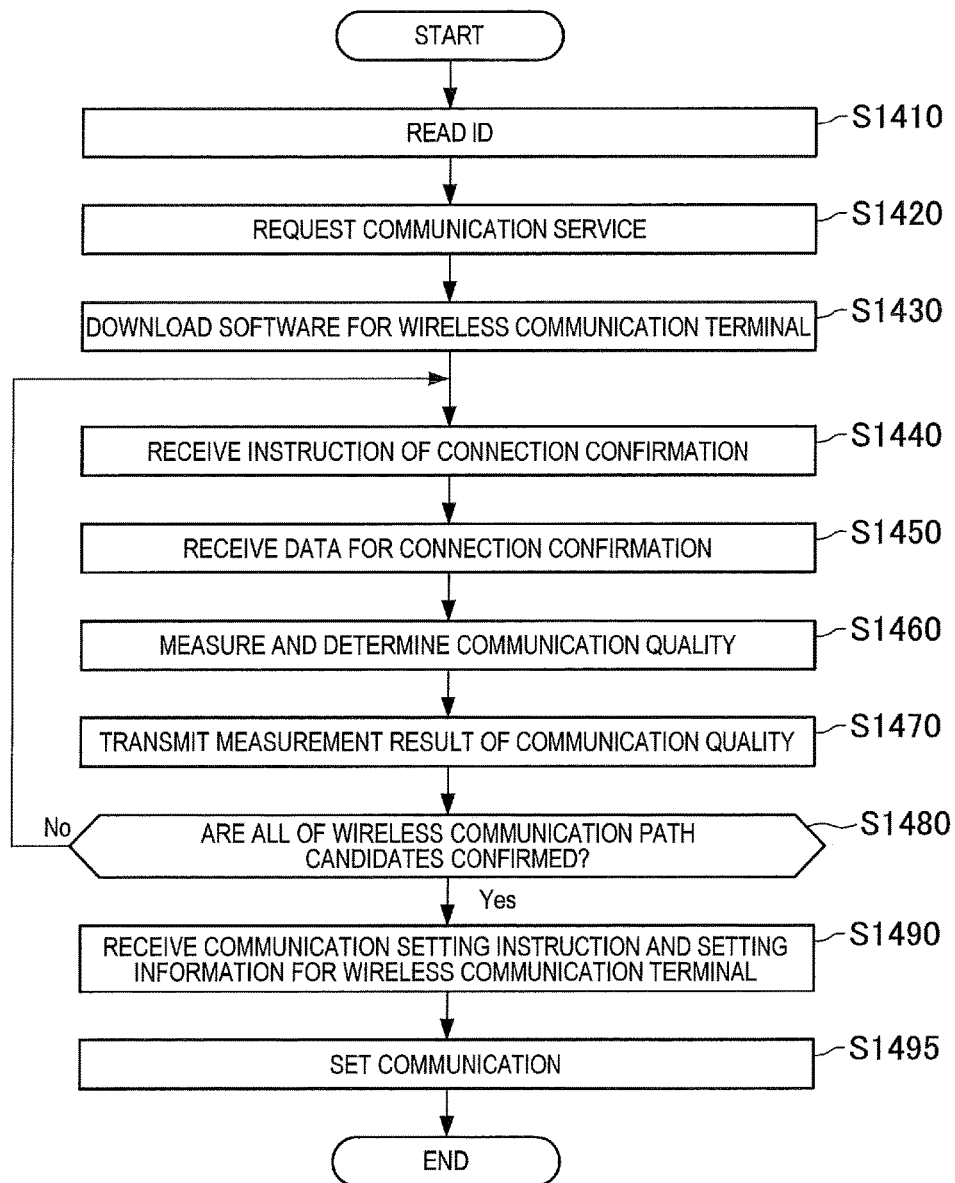 START
READ ID
S1410
REQUEST COMMUNICATION SERVICE
S1420
DOWNLOAD SOFTWARE FOR WIRELESS COMMUNICATION TERMINAL
S1430
RECEIVE INSTRUCTION OF CONNECTION CONFIRMATION
S1440
RECEIVE DATA FOR CONNECTION CONFIRMATION
S1450
MEASURE AND DETERMINE COMMUNICATION QUALITY
S1460
TRANSMIT MEASUREMENT RESULT OF COMMUNICATION QUALITY
S1470
No
ARE ALL OF WIRELESS COMMUNICATION PATH
CANDIDATES CONFIRMED?
S1480
Yes
RECEIVE COMMUNICATION SETTING INSTRUCTION AND SETTING
INFORMATION FOR WIRELESS COMMUNICATION TERMINAL
S1490
SET COMMUNICATION
S1495
END